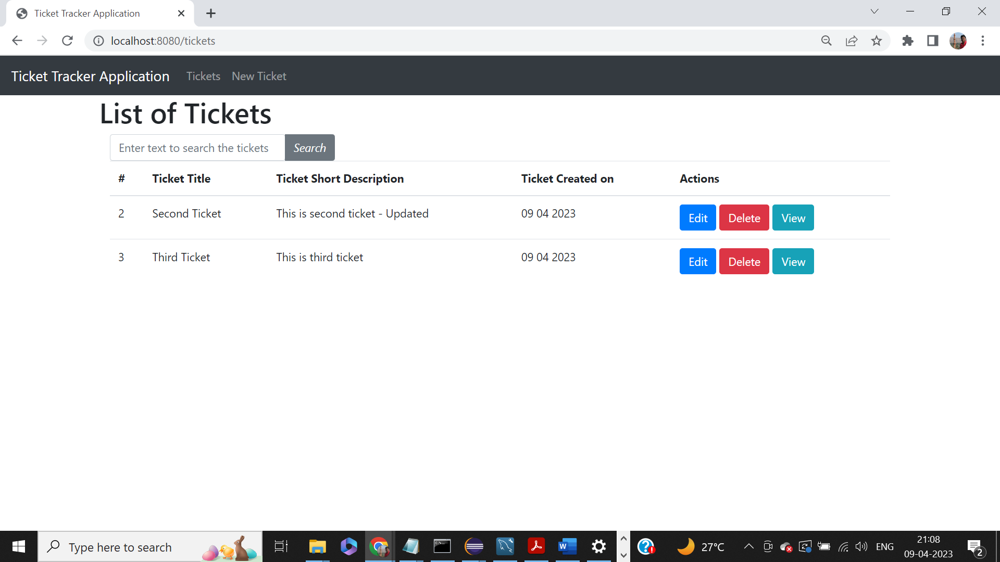 Ticket Tracker Application
localhost:8080/tickets
Ticket Tracker Application Tickets New Ticket
List of Tickets
Enter text to search the tickets Search
# Ticket Title Ticket Short Description Ticket Created on Actions
2 Second Ticket This is second ticket - Updated 09 04 2023 Edit Delete View
3 Third Ticket This is third ticket 09 04 2023 Edit Delete View
Type here to search
27°C
ENG
21:08
09-04-2023
2